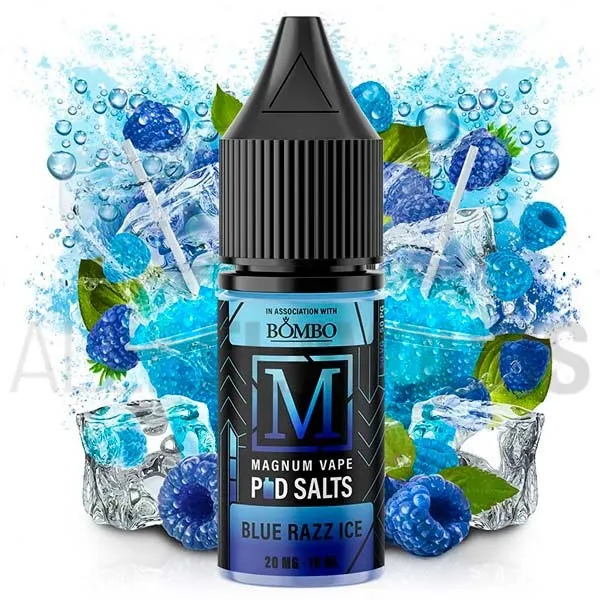 IN ASSOCIATION WITH
BOMBO
M
MAGNUM VAPE
POD SALTS
BLUE RAZZ ICE
20 MG - 10 ML